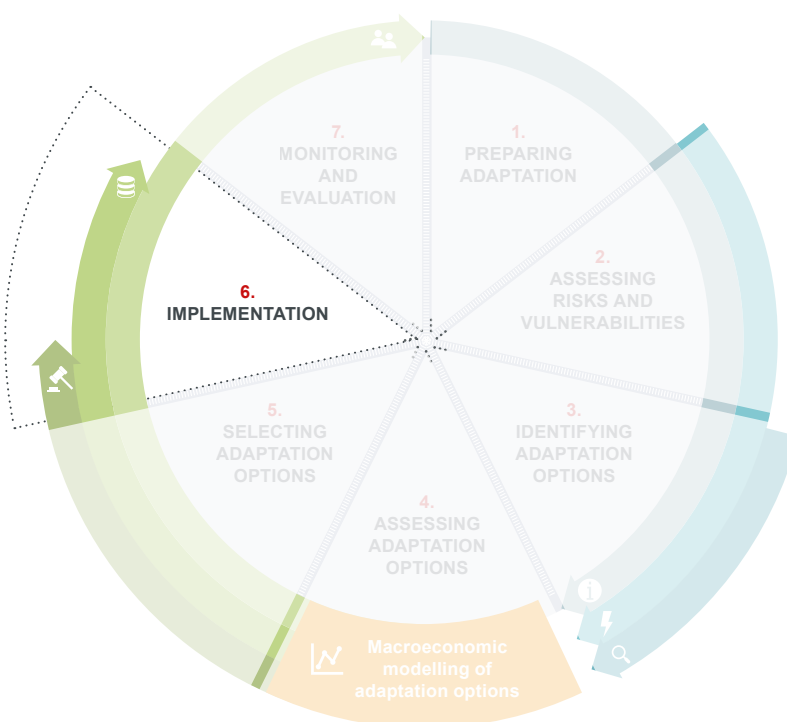 1.
PREPARING
ADAPTATION
2.
ASSESSING
RISKS AND
VULNERABILITIES
3.
IDENTIFYING
ADAPTATION
OPTIONS
4.
ASSESSING
ADAPTATION
OPTIONS
5.
SELECTING
ADAPTATION
OPTIONS
6.
IMPLEMENTATION
7.
MONITORING
AND
EVALUATION
Macroeconomic
modelling of
adaptation options